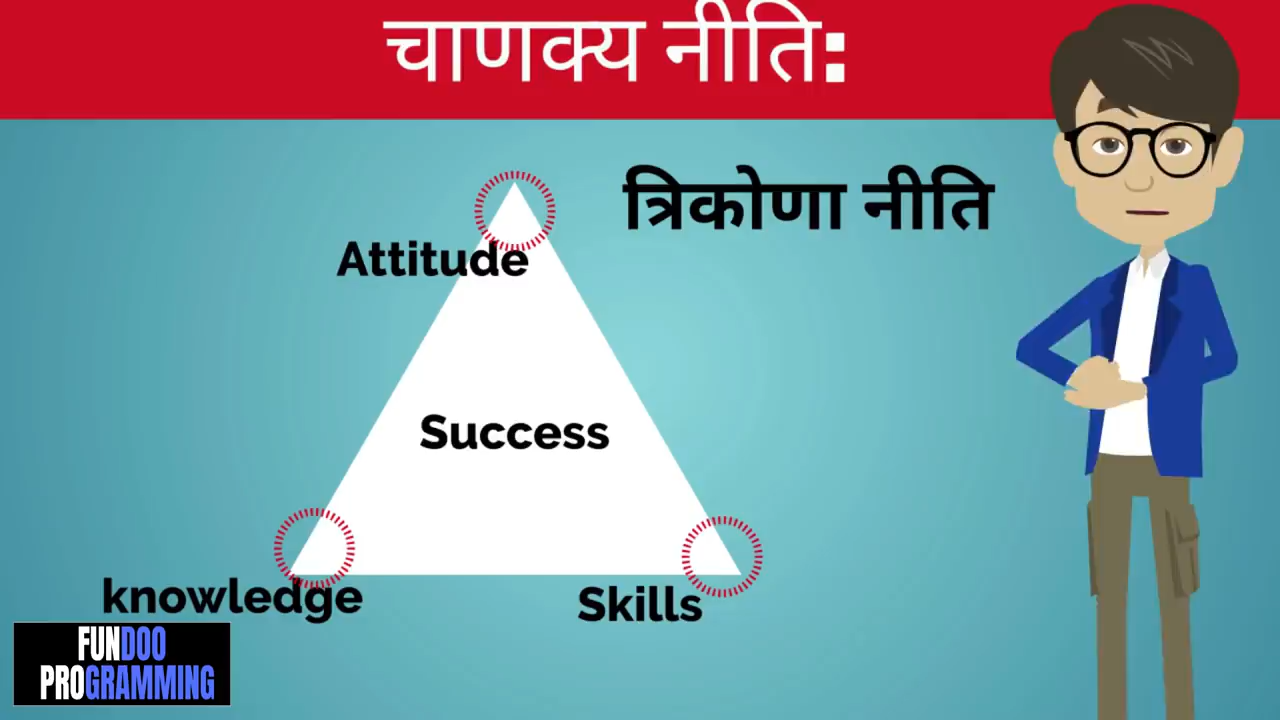 चाणक्य नीति:
त्रिकोणा नीति
Attitude
Success
knowledge
Skills
FUNDOO
PROGRAMMING